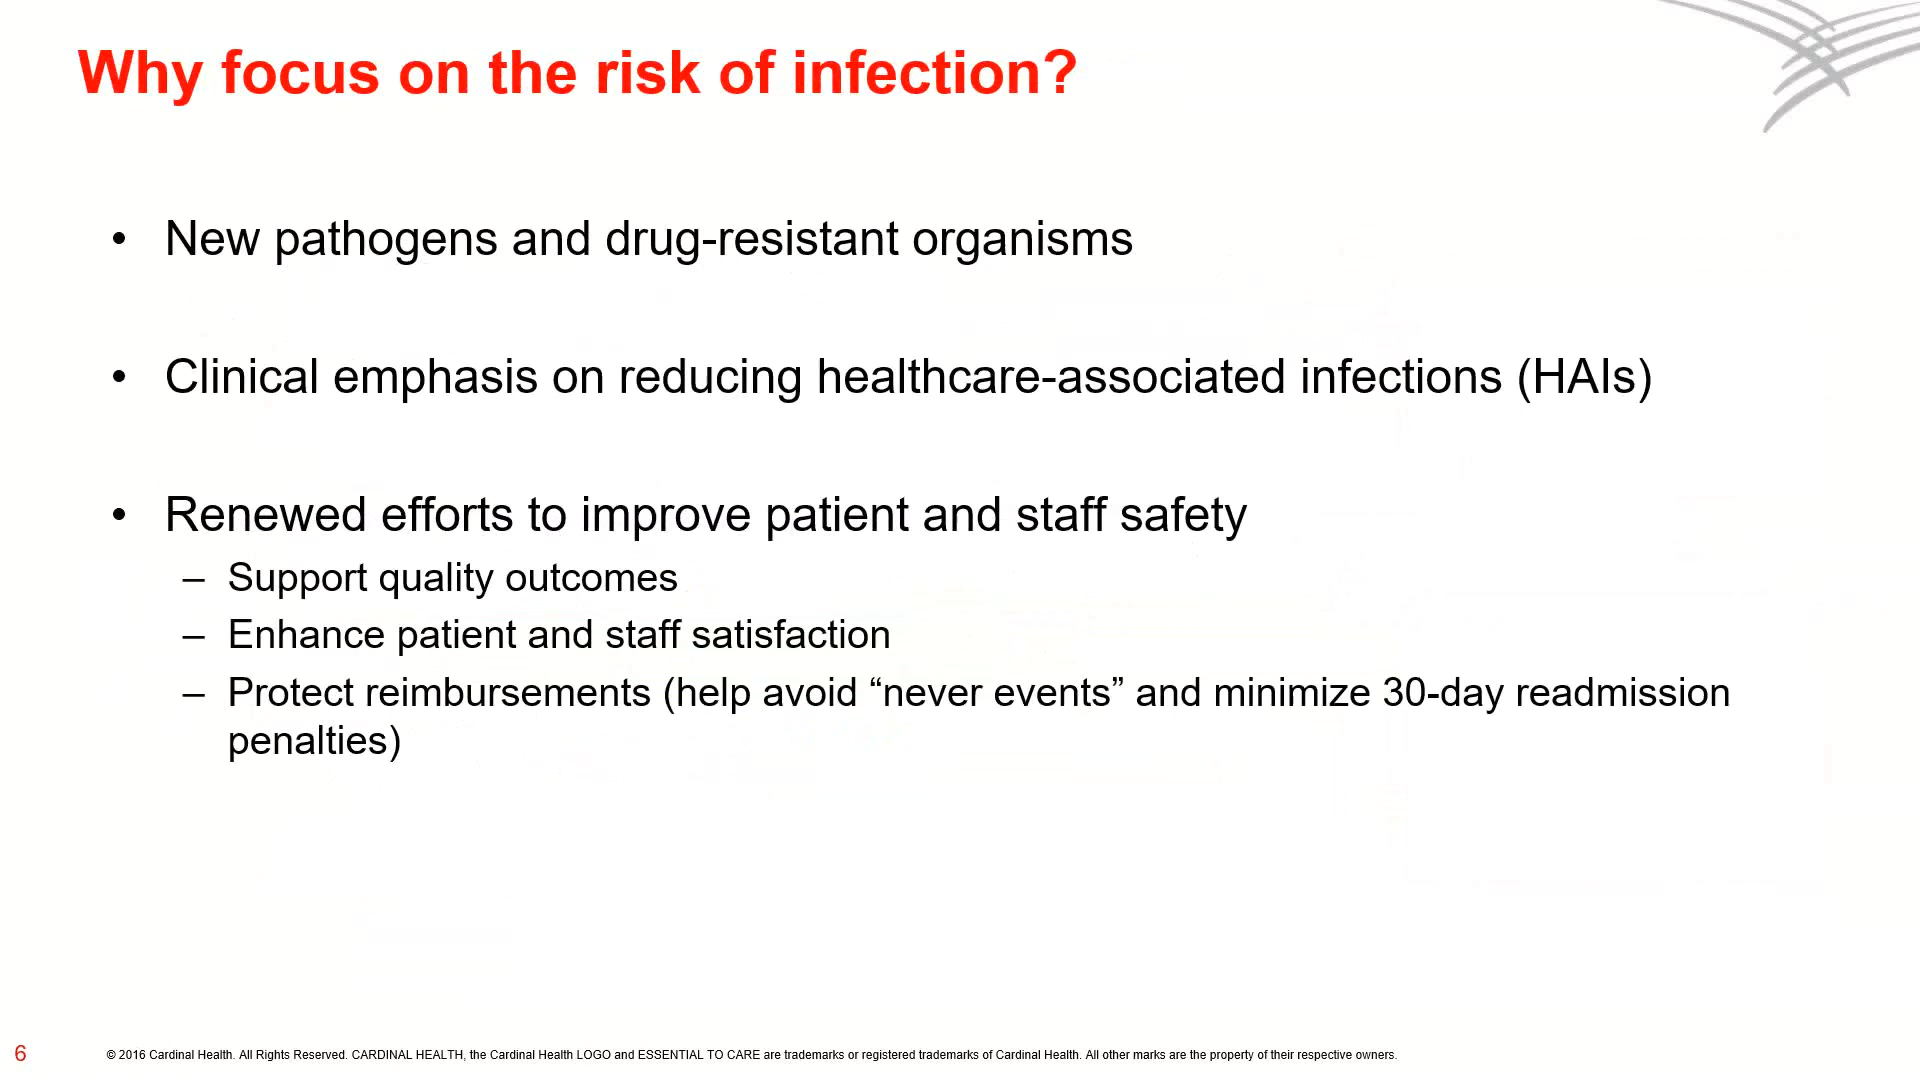 Why focus on the risk of infection?
• New pathogens and drug-resistant organisms
• Clinical emphasis on reducing healthcare-associated infections (HAIs)
• Renewed efforts to improve patient and staff safety
– Support quality outcomes
– Enhance patient and staff satisfaction
– Protect reimbursements (help avoid “never events” and minimize 30-day readmission
penalties)
6 © 2016 Cardinal Health. All Rights Reserved. CARDINAL HEALTH, the Cardinal Health LOGO and ESSENTIAL TO CARE are trademarks or registered trademarks of Cardinal Health. All other marks are the property of their respective owners.